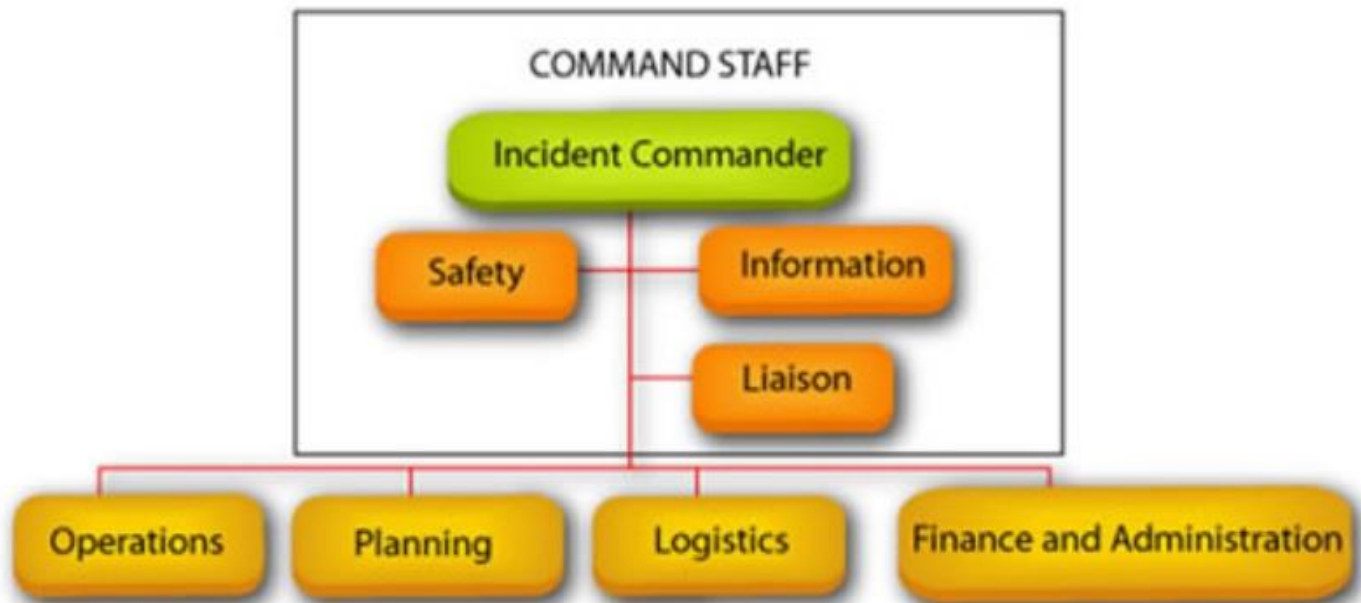 COMMAND STAFF
Incident Commander
Safety
Information
Liaison
Operations
Planning
Logistics
Finance and Administration